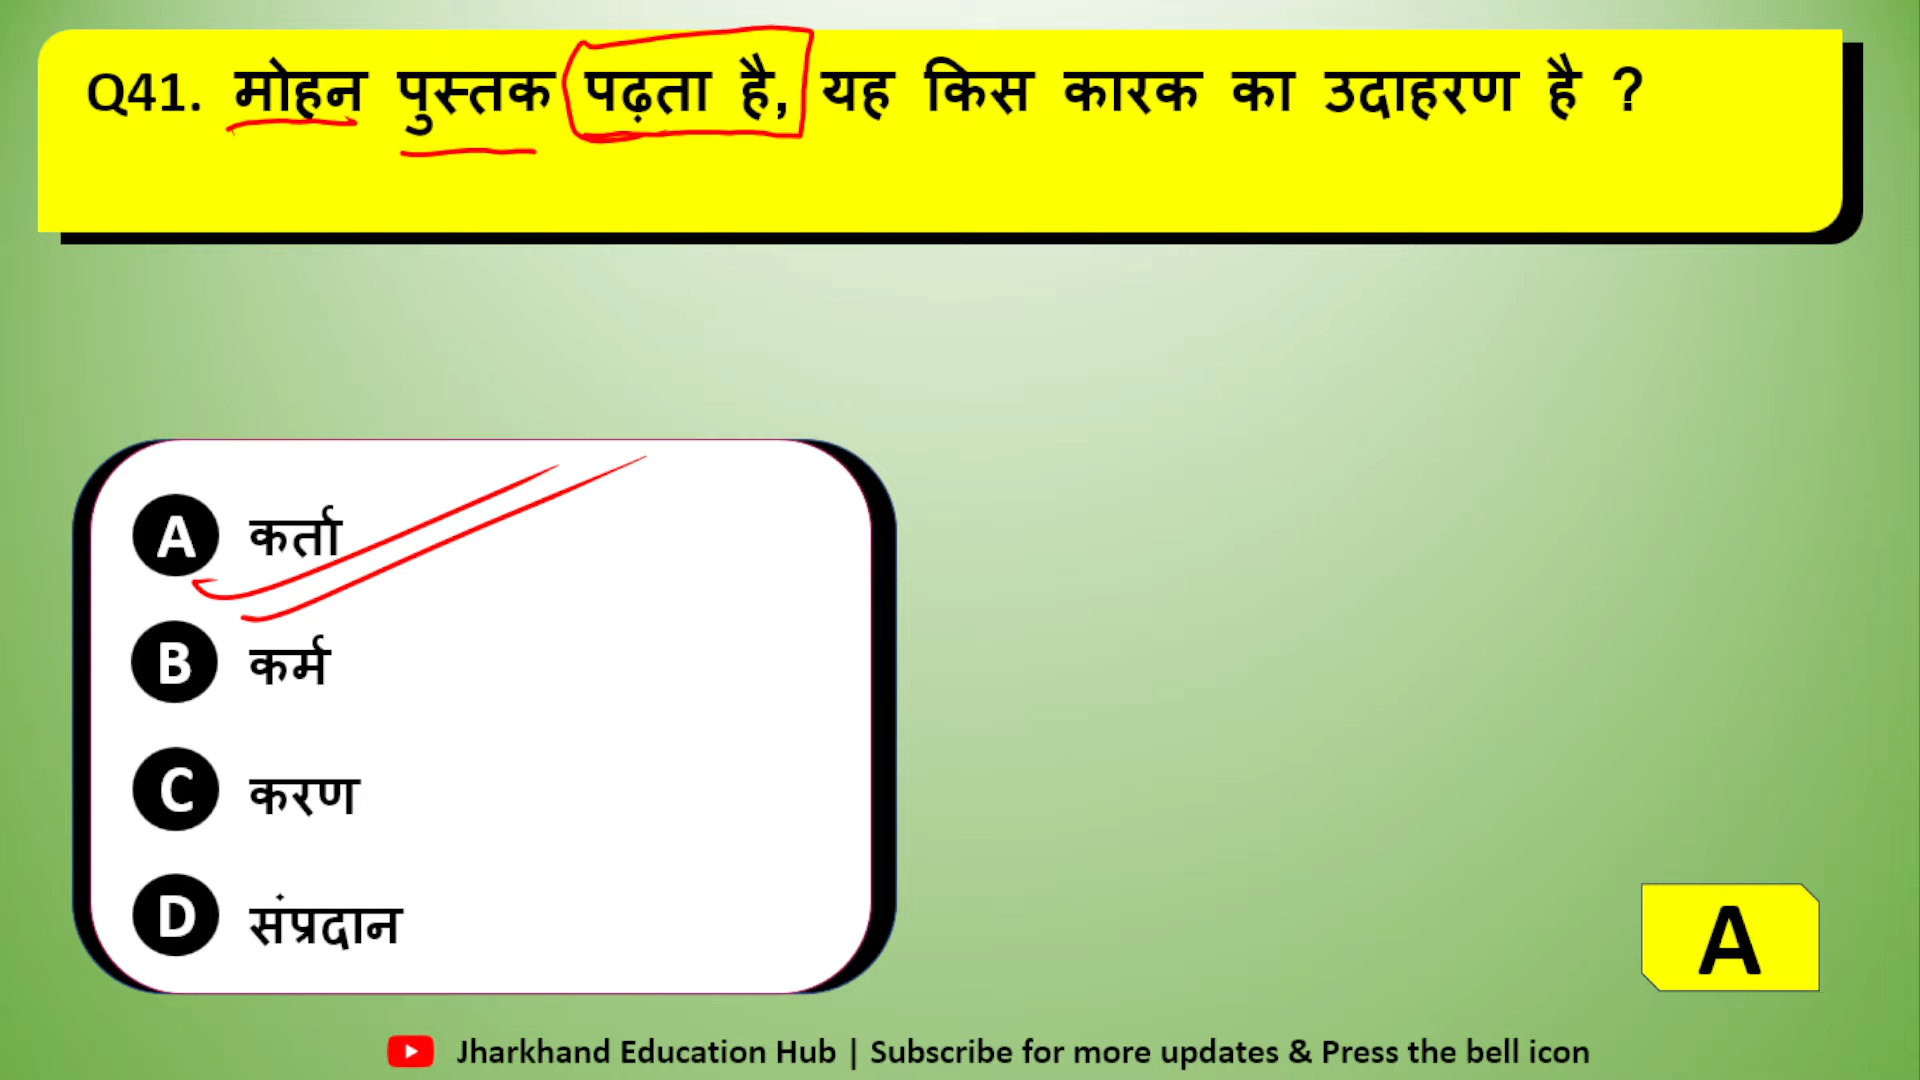 Q41. मोहन पुस्तक पढ़ता है, यह किस कारक का उदाहरण है ?
A कर्ता
B कर्म
C करण
D संप्रदान
A
Jharkhand Education Hub | Subscribe for more updates & Press the bell icon